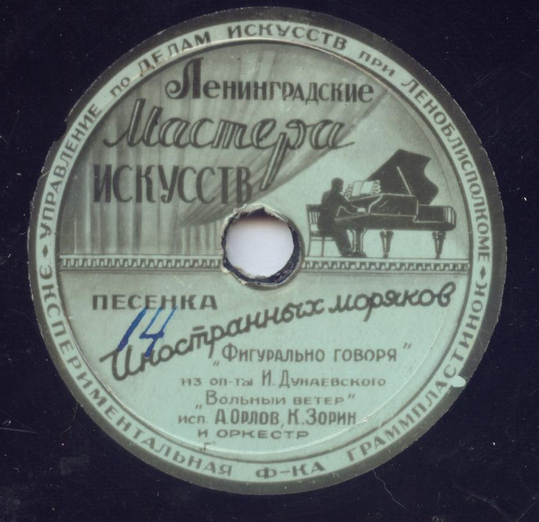 УПРАВЛЕНИЕ по ДЕЛАМ ИСКУССТВ при ЛЕНОБЛИСПОЛКОМЕ
ЭКСПЕРИМЕНТАЛЬНАЯ Ф-КА ГРАММПЛАСТИНОК
Ленинградские
Мастера
ИСКУССТВ
ПЕСЕНКА
14
Иностранных моряков
"Фигурально говоря"
из оп-ты И. Дунаевского
"Вольный ветер"
исп. А.Орлов, К.Зорин
и оркестр